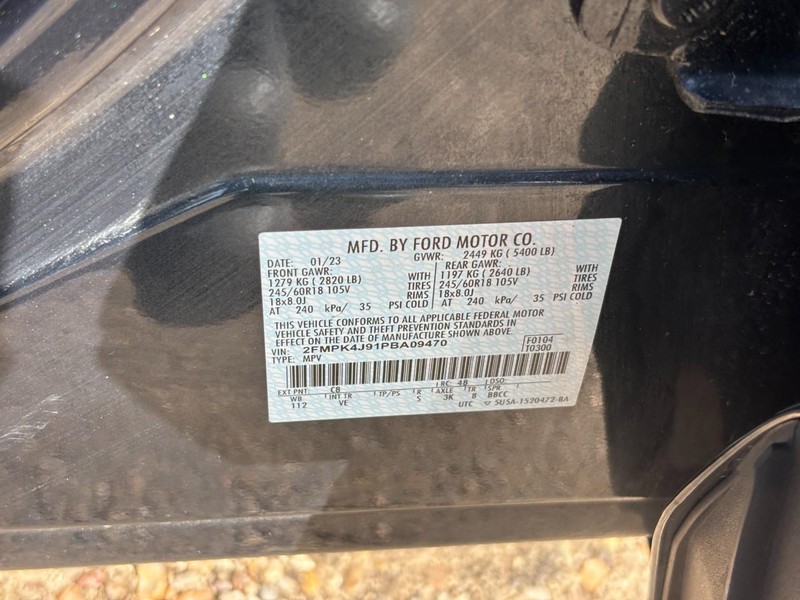 MFD. BY FORD MOTOR CO.
DATE: 01/23 GVWR: 2449 KG ( 5400 LB)
FRONT GAWR: REAR GAWR:
1279 KG ( 2820 LB) WITH 1197 KG ( 2640 LB) WITH
245/60R18 105V TIRES 245/60R18 105V TIRES
18x8.0J RIMS 18x8.0J RIMS
AT 240 kPa/ 35 PSI COLD AT 240 kPa/ 35 PSI COLD
THIS VEHICLE CONFORMS TO ALL APPLICABLE FEDERAL MOTOR
VEHICLE SAFETY AND THEFT PREVENTION STANDARDS IN
EFFECT ON THE DATE OF MANUFACTURE SHOWN ABOVE.
VIN: 2FMPK4J91PBA09470 F0104
TYPE: MPV T0300
EXT PNT: C8 RC: 48 DSO:
WB INT TR TP/PS R AXLE TR SPR
112 VE S 3K 8 BBCC
UTC ▽ 5U5A-1520472-BA